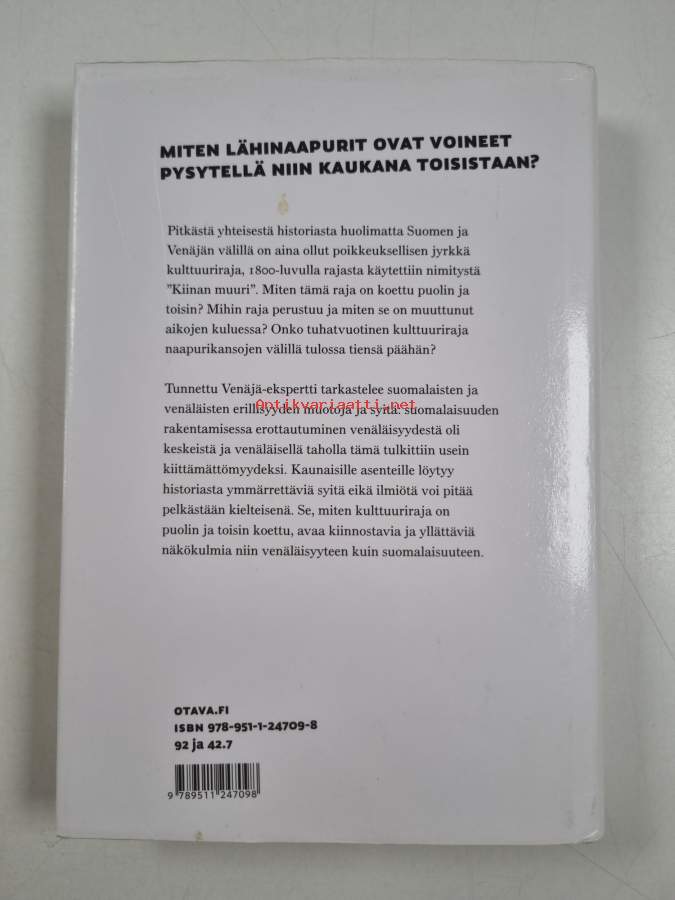 MITEN LÄHINAAPURIT OVAT VOINEET
PYSYTELLÄ NIIN KAUKANA TOISISTAAN?
Pitkästä yhteisestä historiasta huolimatta Suomen ja
Venäjän välillä on aina ollut poikkeuksellisen jyrkkä
kulttuuriraja, 1800-luvulla rajasta käytettiin nimitystä
”Kiinan muuri”. Miten tämä raja on koettu puolin ja
toisin? Mihin raja perustuu ja miten se on muuttunut
aikojen kuluessa? Onko tuhatvuotinen kulttuuriraja
naapurikansojen välillä tulossa tiensä päähän?
Tunnettu Venäjä-ekspertti tarkastelee suomalaisten ja
venäläisten erillisyyden muotoja ja syitä: suomalaisuuden
Antikvariaatti.net
rakentamisessa erottautuminen venäläisyydestä oli
keskeistä ja venäläisellä taholla tämä tulkittiin usein
kiittämättömyydeksi. Kaunaisille asenteille löytyy
historiasta ymmärrettäviä syitä eikä ilmiötä voi pitää
pelkästään kielteisenä. Se, miten kulttuuriraja on
puolin ja toisin koettu, avaa kiinnostavia ja yllättäviä
näkökulmia niin venäläisyyteen kuin suomalaisuuteen.
OTAVA.FI
ISBN 978-951-1-24709-8
92 ja 42.7
9 789511 247098